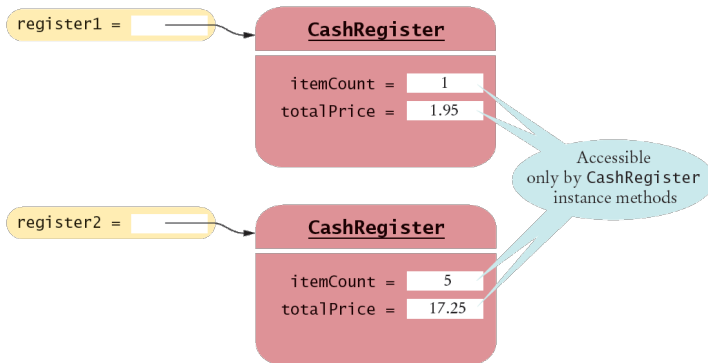 register1 =
CashRegister
itemCount = 1
totalPrice = 1.95
Accessible
only by CashRegister
instance methods
register2 =
CashRegister
itemCount = 5
totalPrice = 17.25